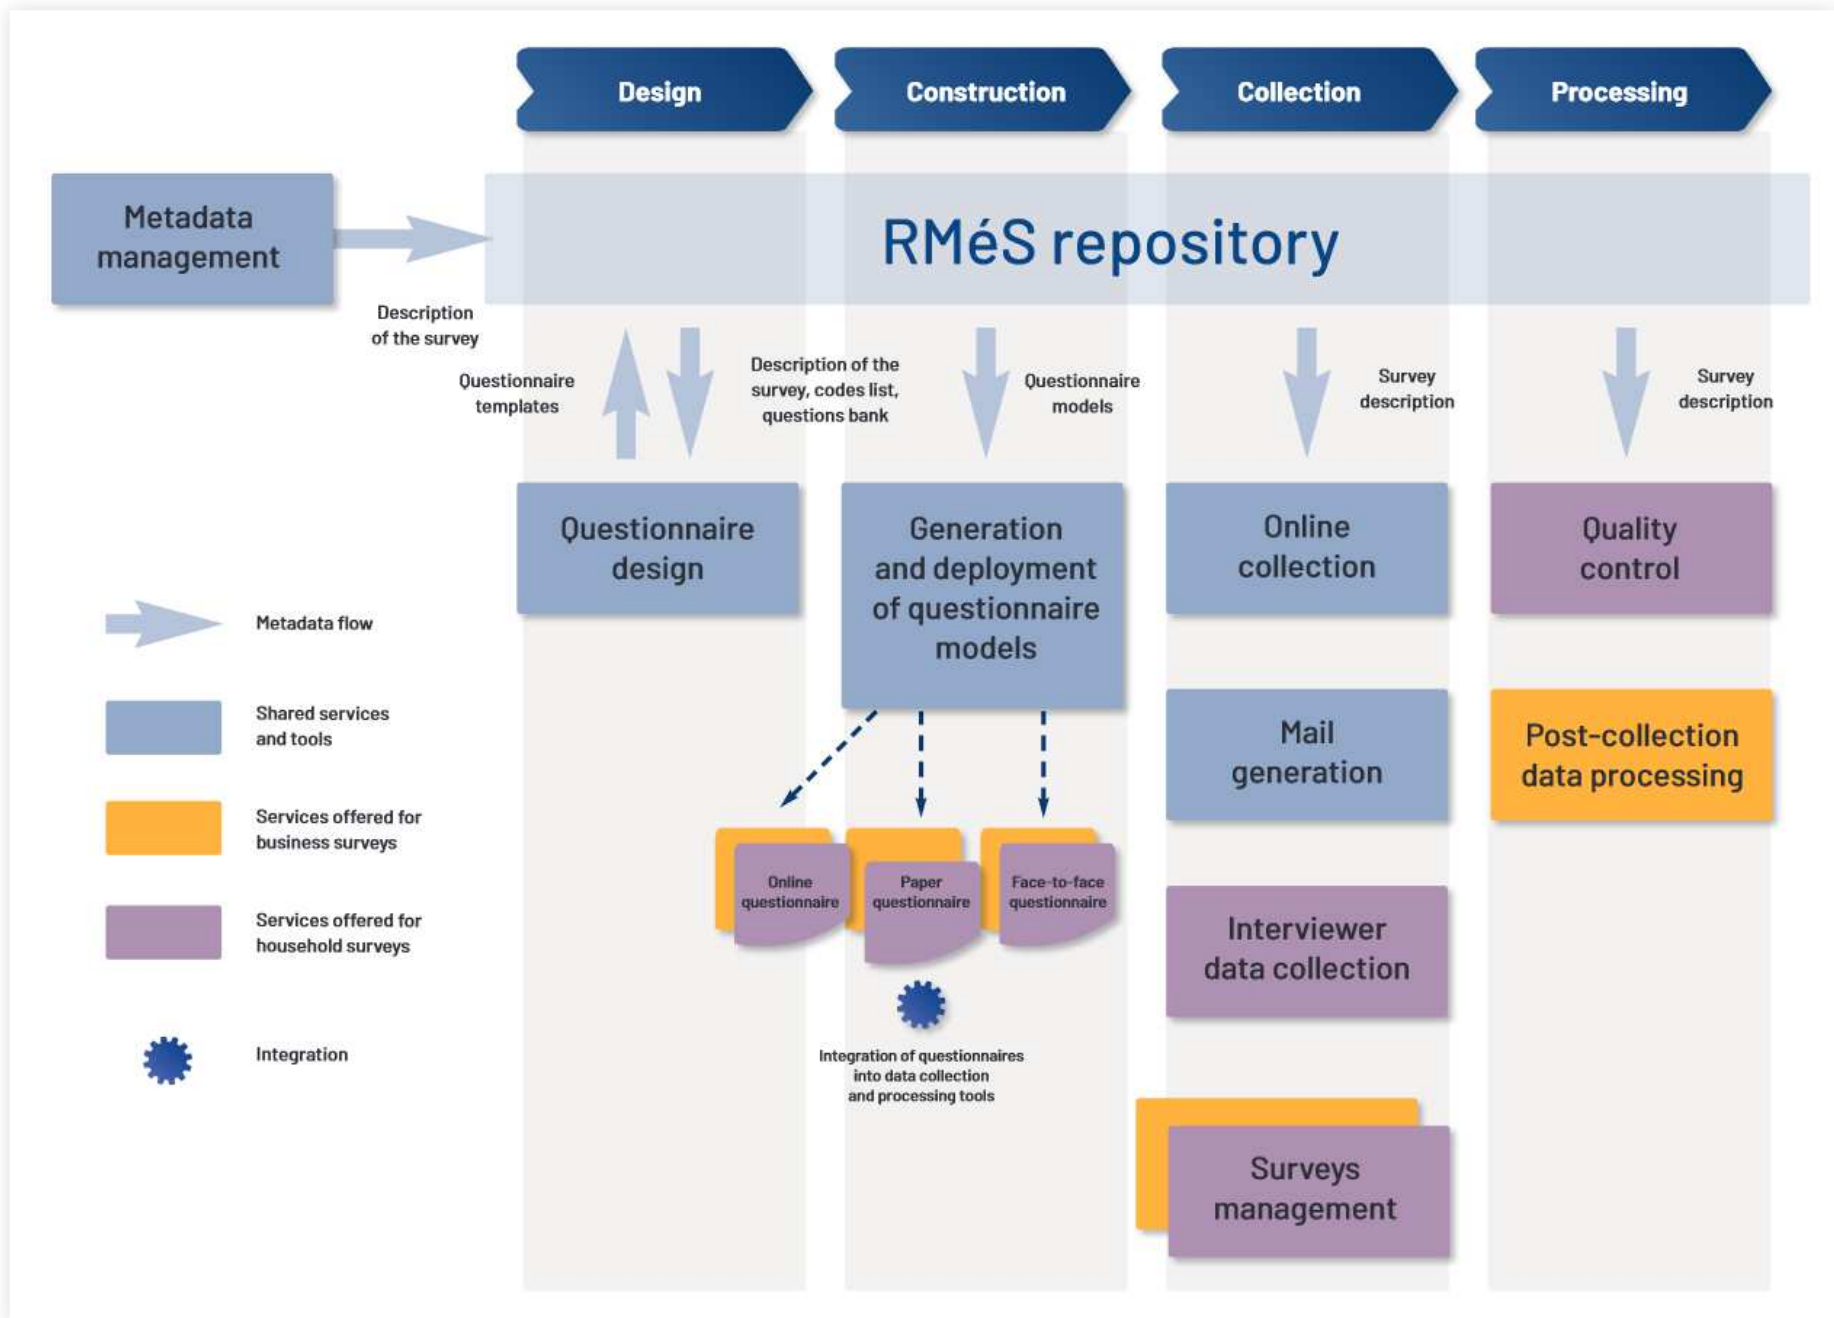 Design
Construction
Collection
Processing
Metadata
management
RMéS repository
Description
of the survey
Questionnaire
templates
Description of the
survey, codes list,
questions bank
Questionnaire
models
Survey
description
Survey
description
Questionnaire
design
Generation
and deployment
of questionnaire
models
Online
collection
Quality
control
Metadata flow
Shared services
and tools
Mail
generation
Post-collection
data processing
Services offered for
business surveys
Online
questionnaire
Paper
questionnaire
Face-to-face
questionnaire
Services offered for
household surveys
Interviewer
data collection
Integration
Integration of questionnaires
into data collection
and processing tools
Surveys
management